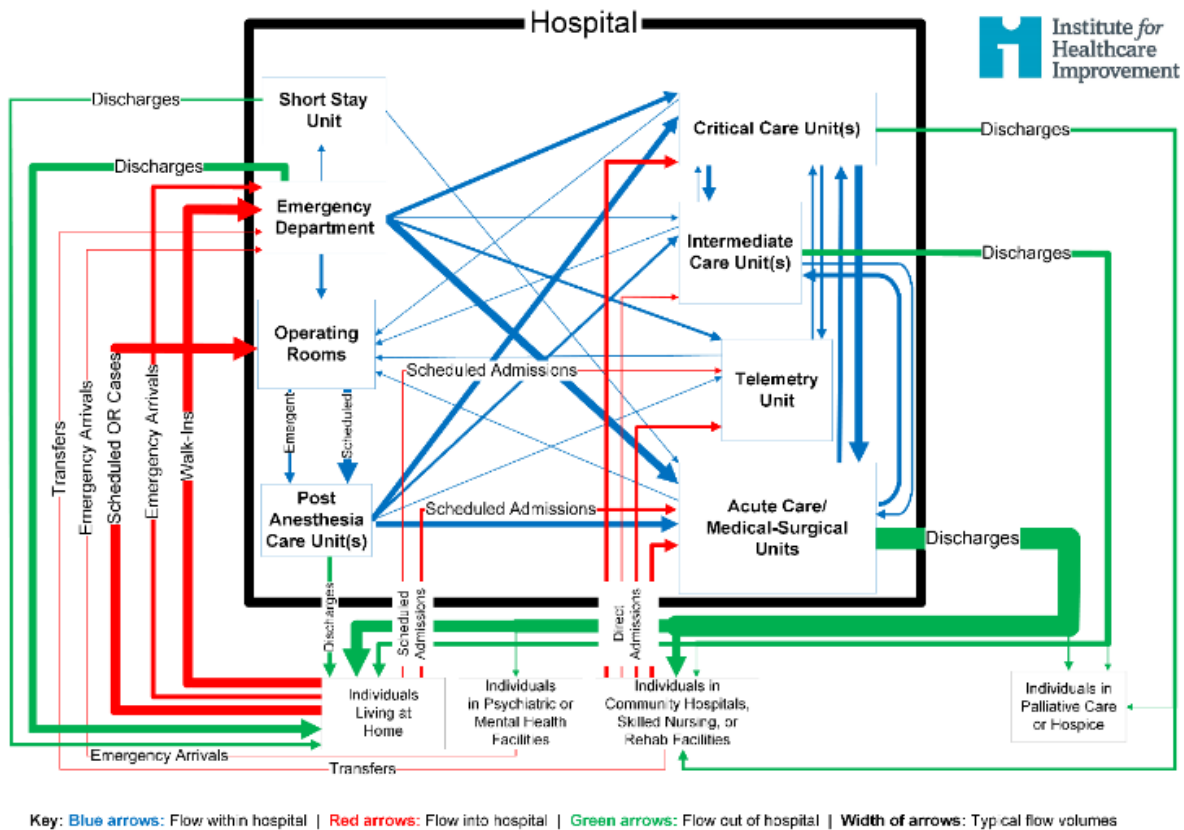 Hospital
Institute for
Healthcare
Improvement
Discharges
Short Stay
Unit
Critical Care Unit(s)
Discharges
Discharges
Emergency
Department
Intermediate
Care Unit(s)
Discharges
Operating
Rooms
Scheduled Admissions
Telemetry
Unit
Transfers
Emergency Arrivals
Scheduled OR Cases
Emergency Arrivals
Walk-Ins
Emergent
Scheduled
Post
Anesthesia
Care Unit(s)
Scheduled Admissions
Acute Care/
Medical-Surgical
Units
Discharges
Discharges
Scheduled
Admissions
Direct
Admissions
Individuals
Living at
Home
Individuals
in Psychiatric or
Mental Health
Facilities
Individuals in
Community Hospitals,
Skilled Nursing, or
Rehab Facilities
Individuals in
Palliative Care
or Hospice
Emergency Arrivals
Transfers
Key: Blue arrows: Flow within hospital | Red arrows: Flow into hospital | Green arrows: Flow out of hospital | Width of arrows: Typical flow volumes